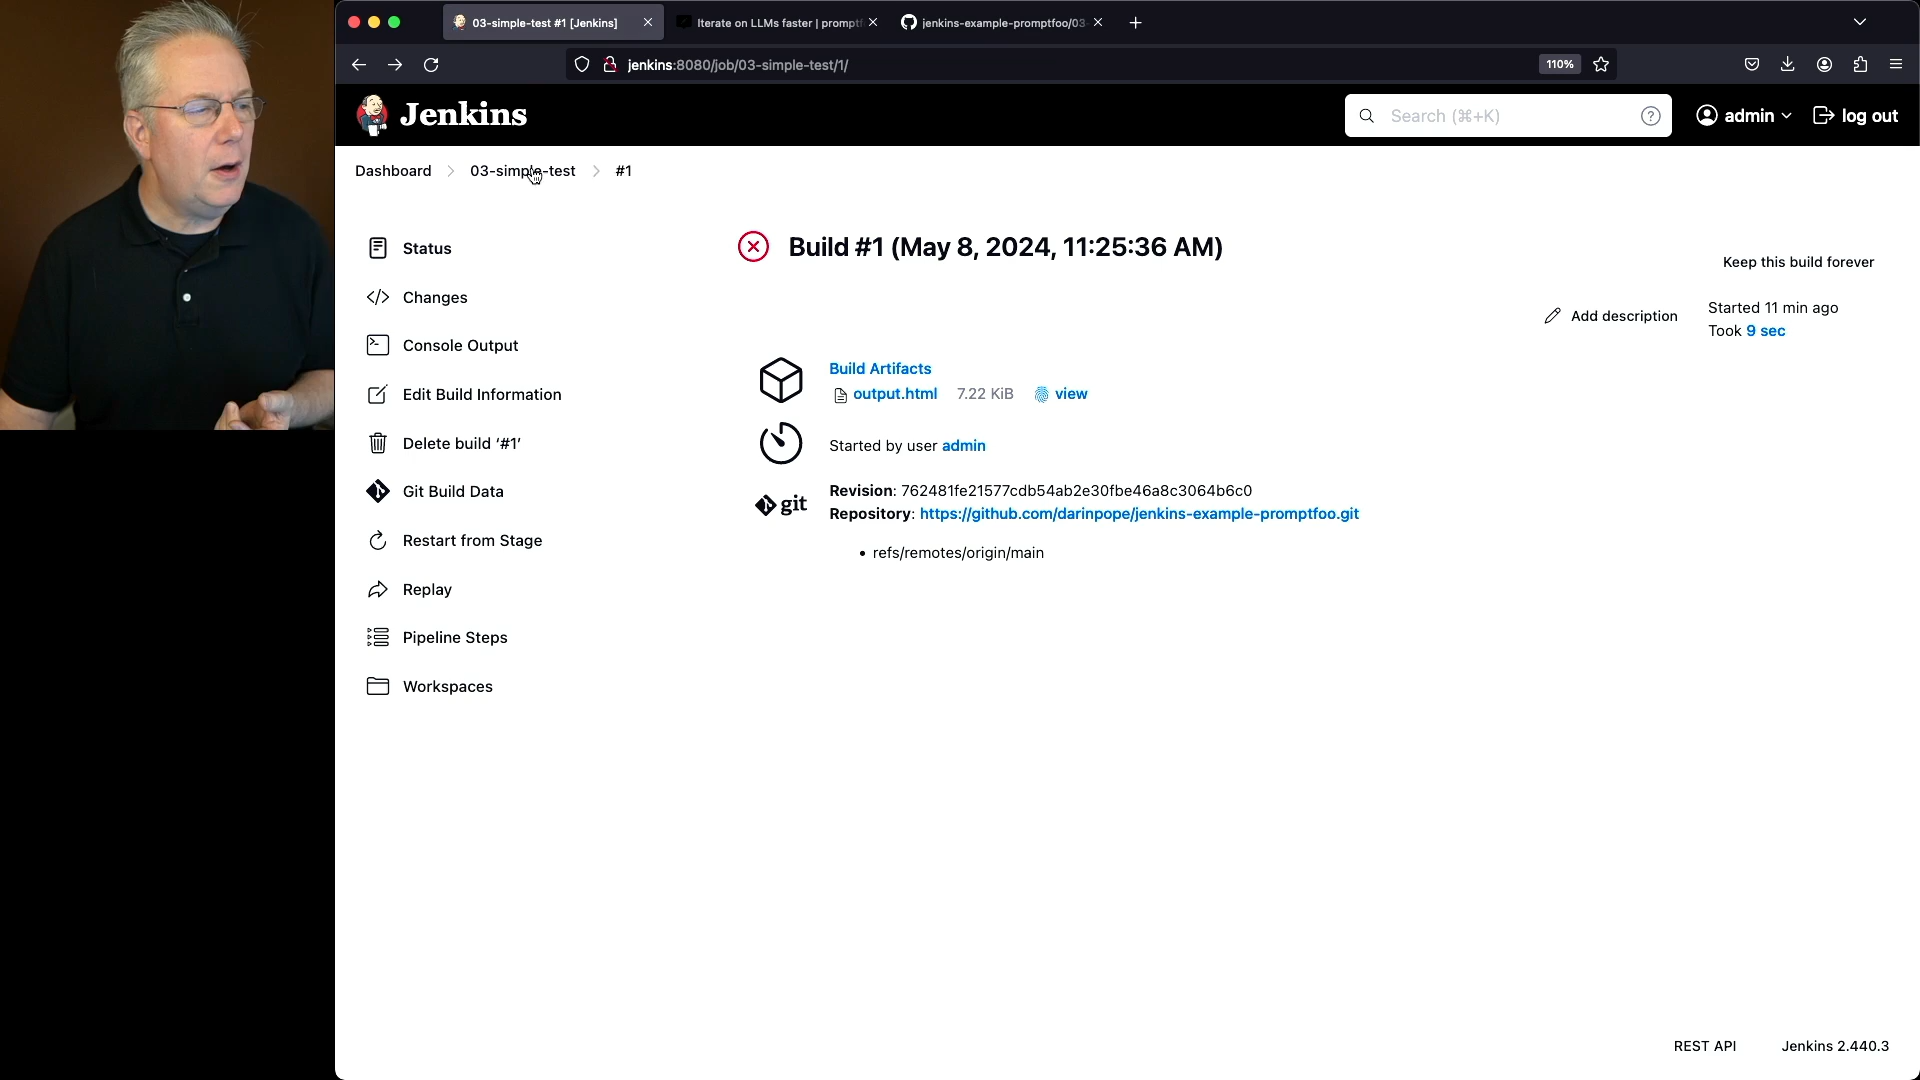 03-simple-test #1 [Jenkins]
Iterate on LLMs faster | promptf
jenkins-example-promptfoo/03-
jenkins:8080/job/03-simple-test/1/
110%
Jenkins
Search (⌘+K)
admin
log out
Dashboard
03-simple-test
#1
Status
Changes
Console Output
Edit Build Information
Delete build ‘#1’
Git Build Data
Restart from Stage
Replay
Pipeline Steps
Workspaces
Build #1 (May 8, 2024, 11:25:36 AM)
Keep this build forever
Add description
Started 11 min ago
Took 9 sec
Build Artifacts
output.html 7.22 KiB view
Started by user admin
git
Revision: 762481fe21577cdb54ab2e30fbe46a8c3064b6c0
Repository: https://github.com/darinpope/jenkins-example-promptfoo.git
• refs/remotes/origin/main
REST API
Jenkins 2.440.3